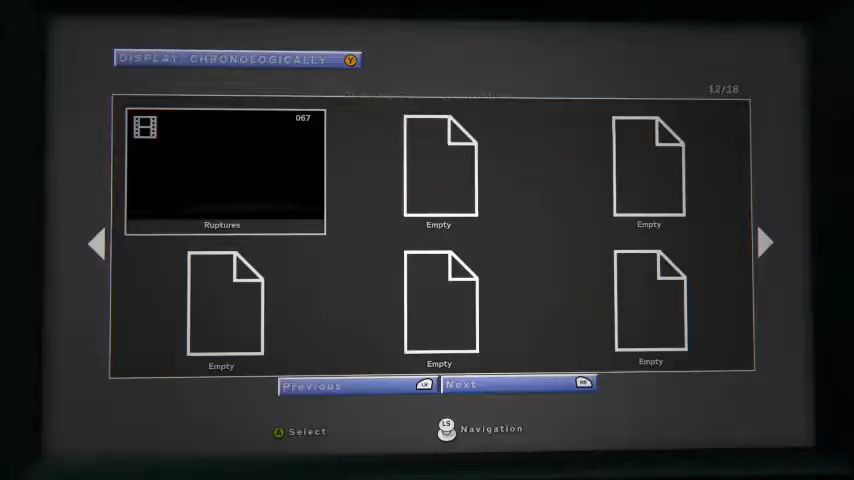 DISPLAY: CHRONOLOGICALLY Y
12/18
067
Ruptures
Empty
Empty
Empty
Empty
Empty
Previous LB
Next RB
A Select
LS Navigation